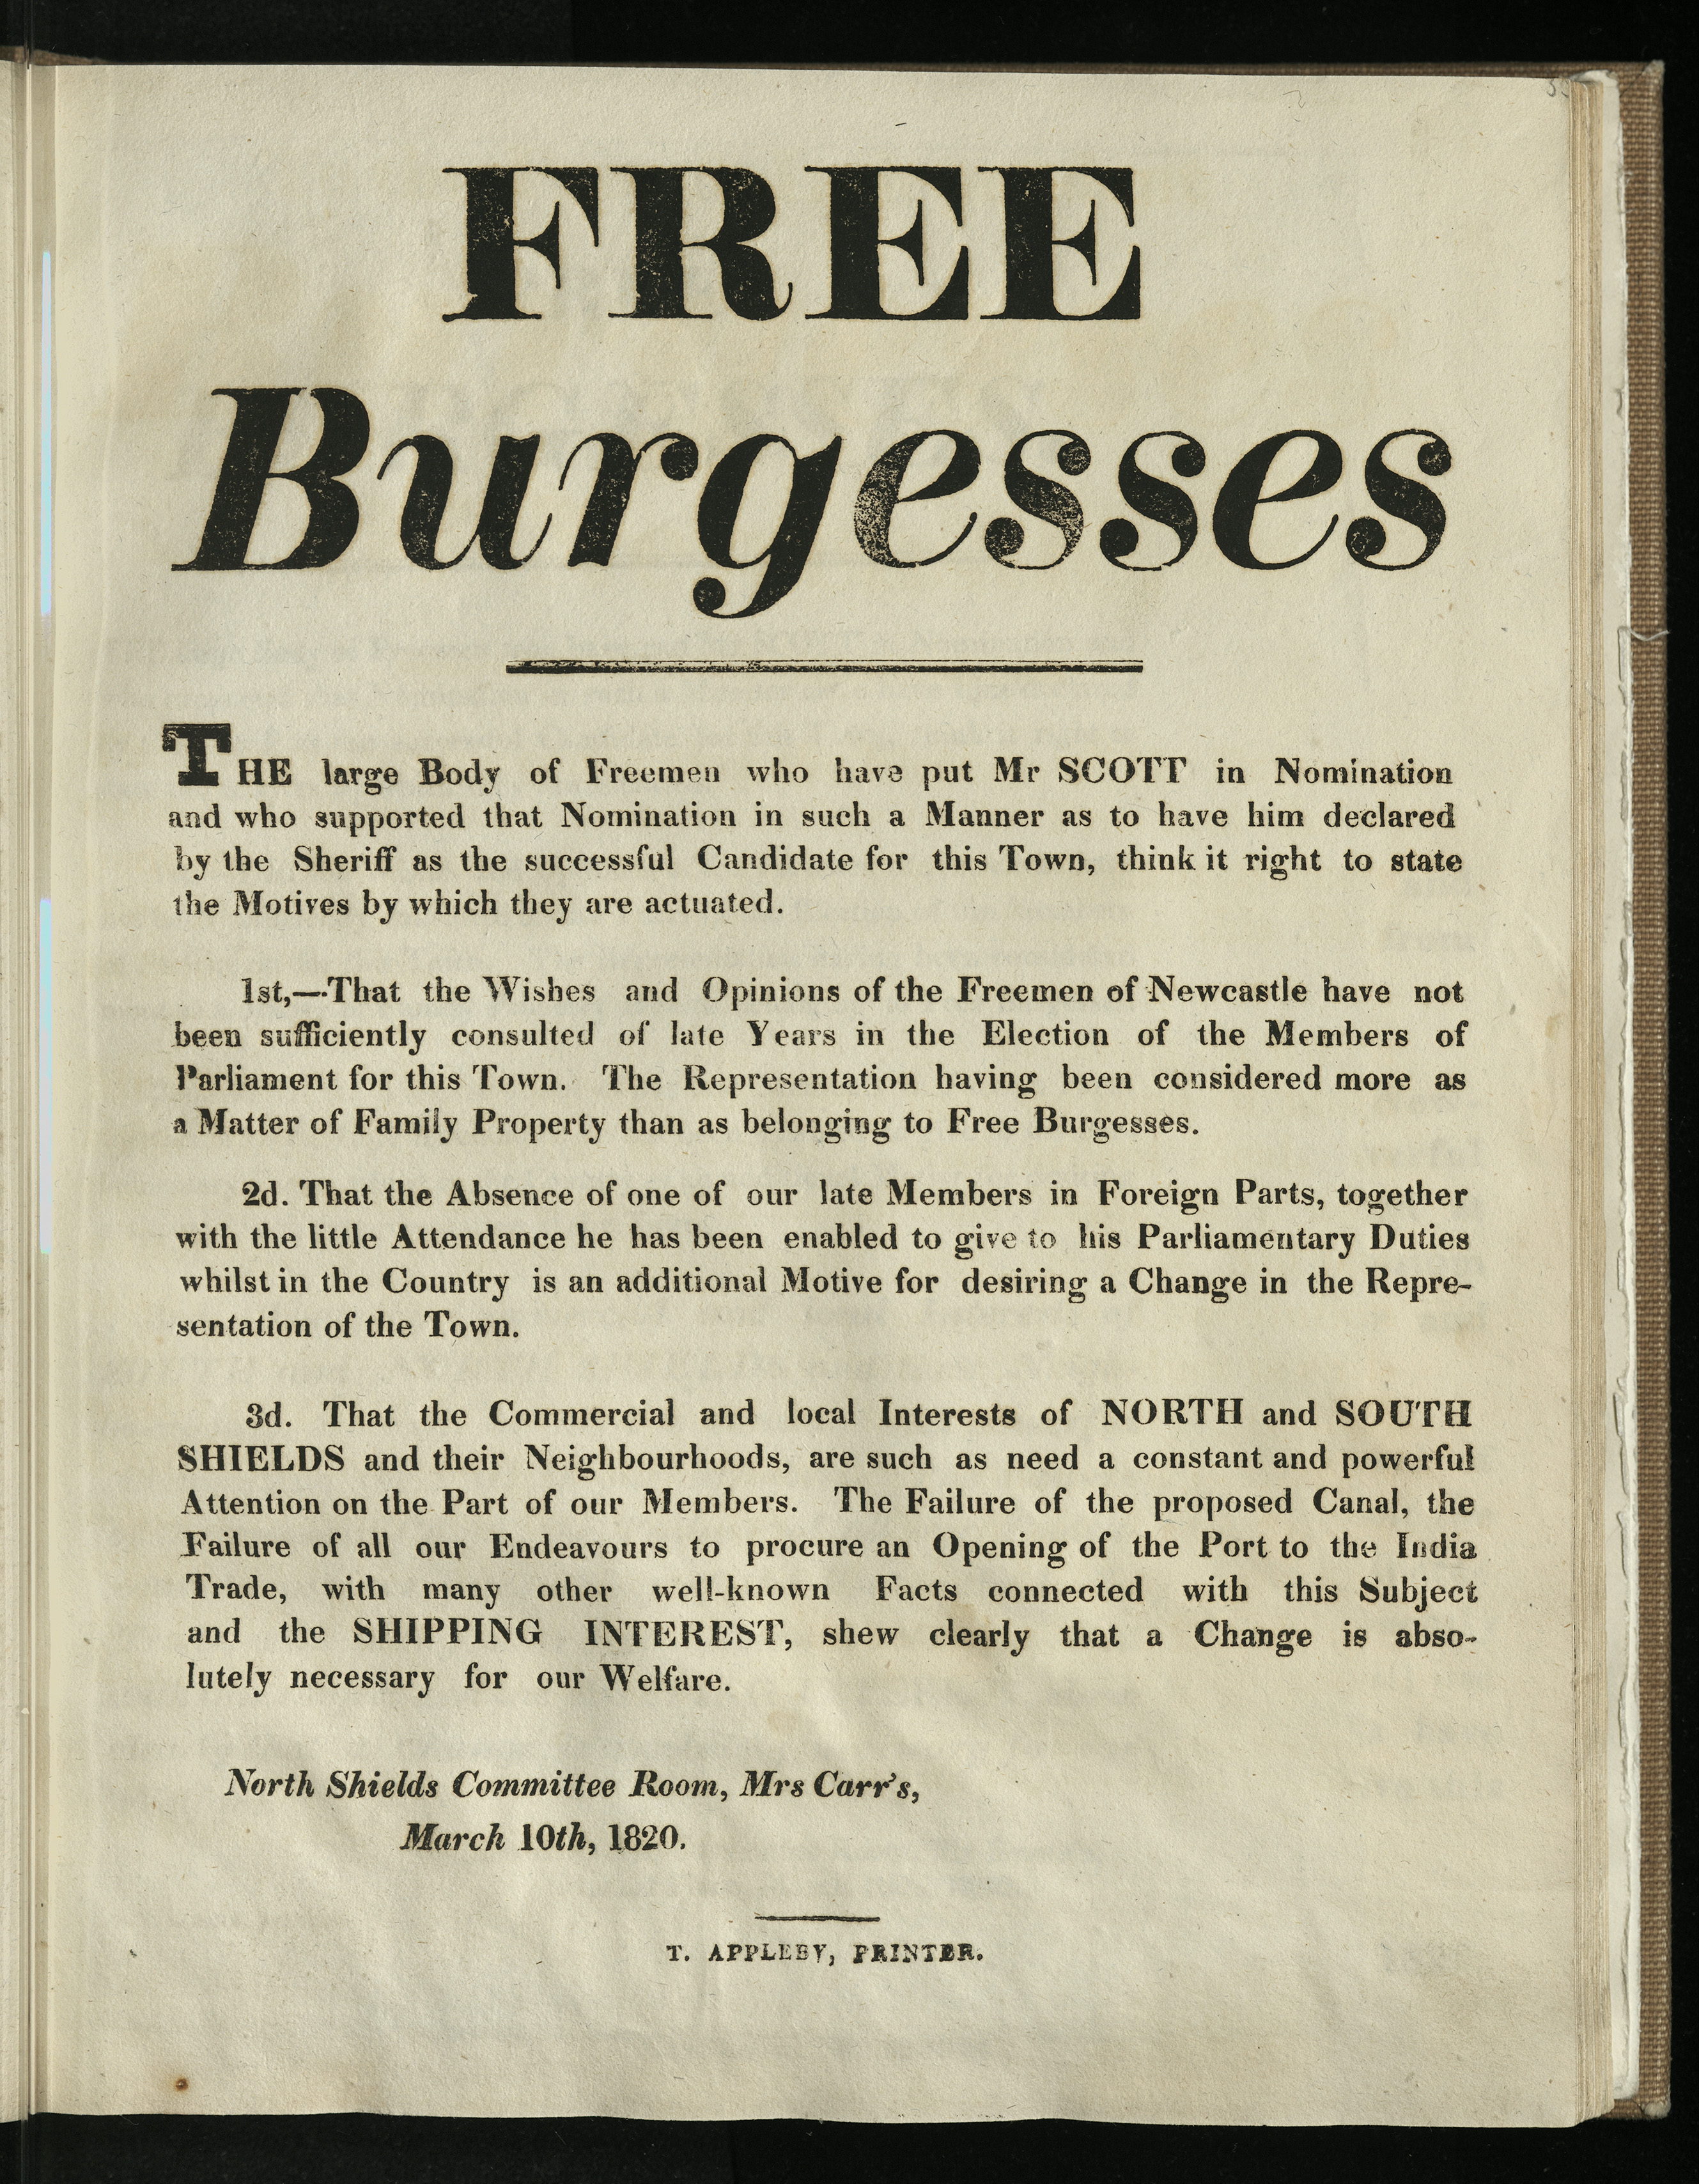 FREE
Burgesses
THE large Body of Freemen who have put Mr SCOTT in Nomination
and who supported that Nomination in such a Manner as to have him declared
by the Sheriff as the successful Candidate for this Town, think it right to state
the Motives by which they are actuated.
1st,—That the Wishes and Opinions of the Freemen of Newcastle have not
been sufficiently consulted of late Years in the Election of the Members of
Parliament for this Town. The Representation having been considered more as
a Matter of Family Property than as belonging to Free Burgesses.
2d. That the Absence of one of our late Members in Foreign Parts, together
with the little Attendance he has been enabled to give to his Parliamentary Duties
whilst in the Country is an additional Motive for desiring a Change in the Repre-
sentation of the Town.
3d. That the Commercial and local Interests of NORTH and SOUTH
SHIELDS and their Neighbourhoods, are such as need a constant and powerful
Attention on the Part of our Members. The Failure of the proposed Canal, the
Failure of all our Endeavours to procure an Opening of the Port to the India
Trade, with many other well-known Facts connected with this Subject
and the SHIPPING INTEREST, shew clearly that a Change is abso-
lutely necessary for our Welfare.
North Shields Committee Room, Mrs Carr's,
March 10th, 1820.
T. APPLEBY, PRINTER.